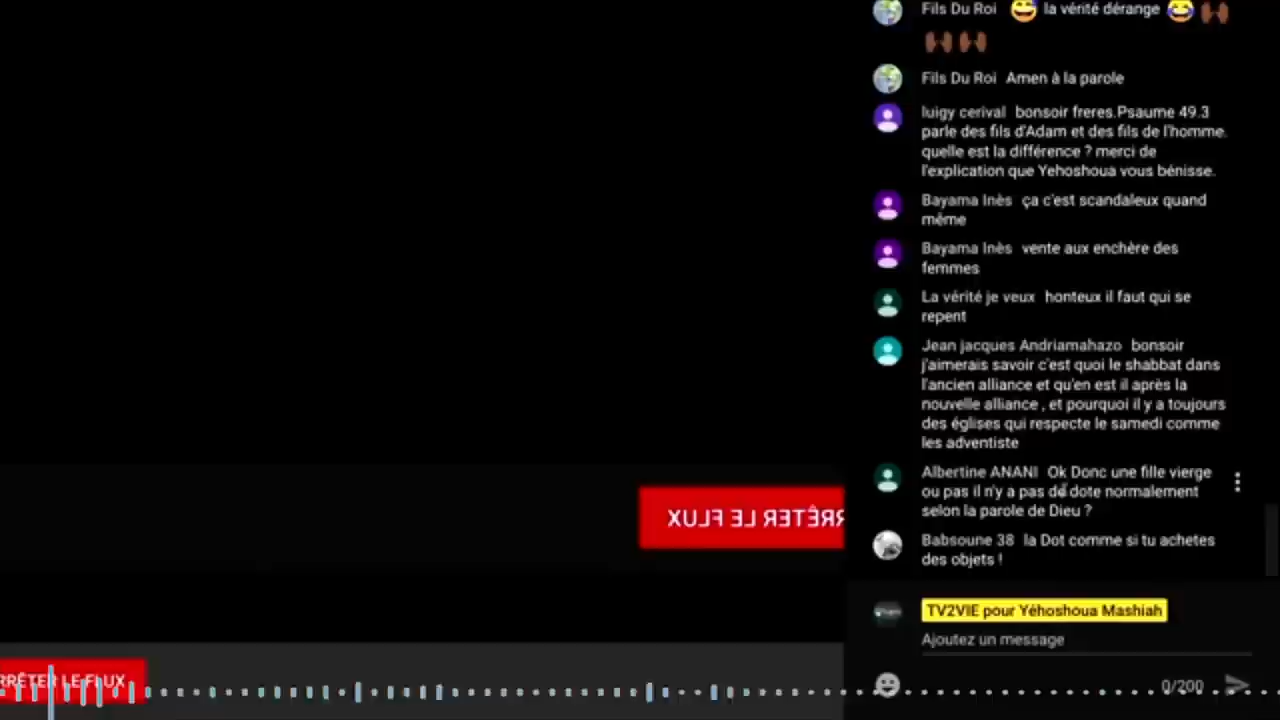 Fils Du Roi 😅 la vérité dérange 😂 🙌🏾
🙌🏾 🙌🏾
Fils Du Roi Amen à la parole
luigy cerival bonsoir freres.Psaume 49.3
parle des fils d'Adam et des fils de l'homme.
quelle est la différence ? merci de
l'explication que Yehoshoua vous bénisse.
Bayama Inès ça c'est scandaleux quand
même
Bayama Inès vente aux enchère des
femmes
La vérité je veux honteux il faut qui se
repent
Jean jacques Andriamahazo bonsoir
j'aimerais savoir c'est quoi le shabbat dans
l'ancien alliance et qu'en est il après la
nouvelle alliance , et pourquoi il y a toujours
des églises qui respecte le samedi comme
les adventiste
Albertine ANANI Ok Donc une fille vierge
ou pas il n'y a pas de dote normalement
selon la parole de Dieu ?
RRÊTER LE FLUX
Babsoune 38 la Dot comme si tu achetes
des objets !
TV2VIE pour Yéhoshoua Mashiah
Ajoutez un message
RRÊTER LE FLUX
0/200